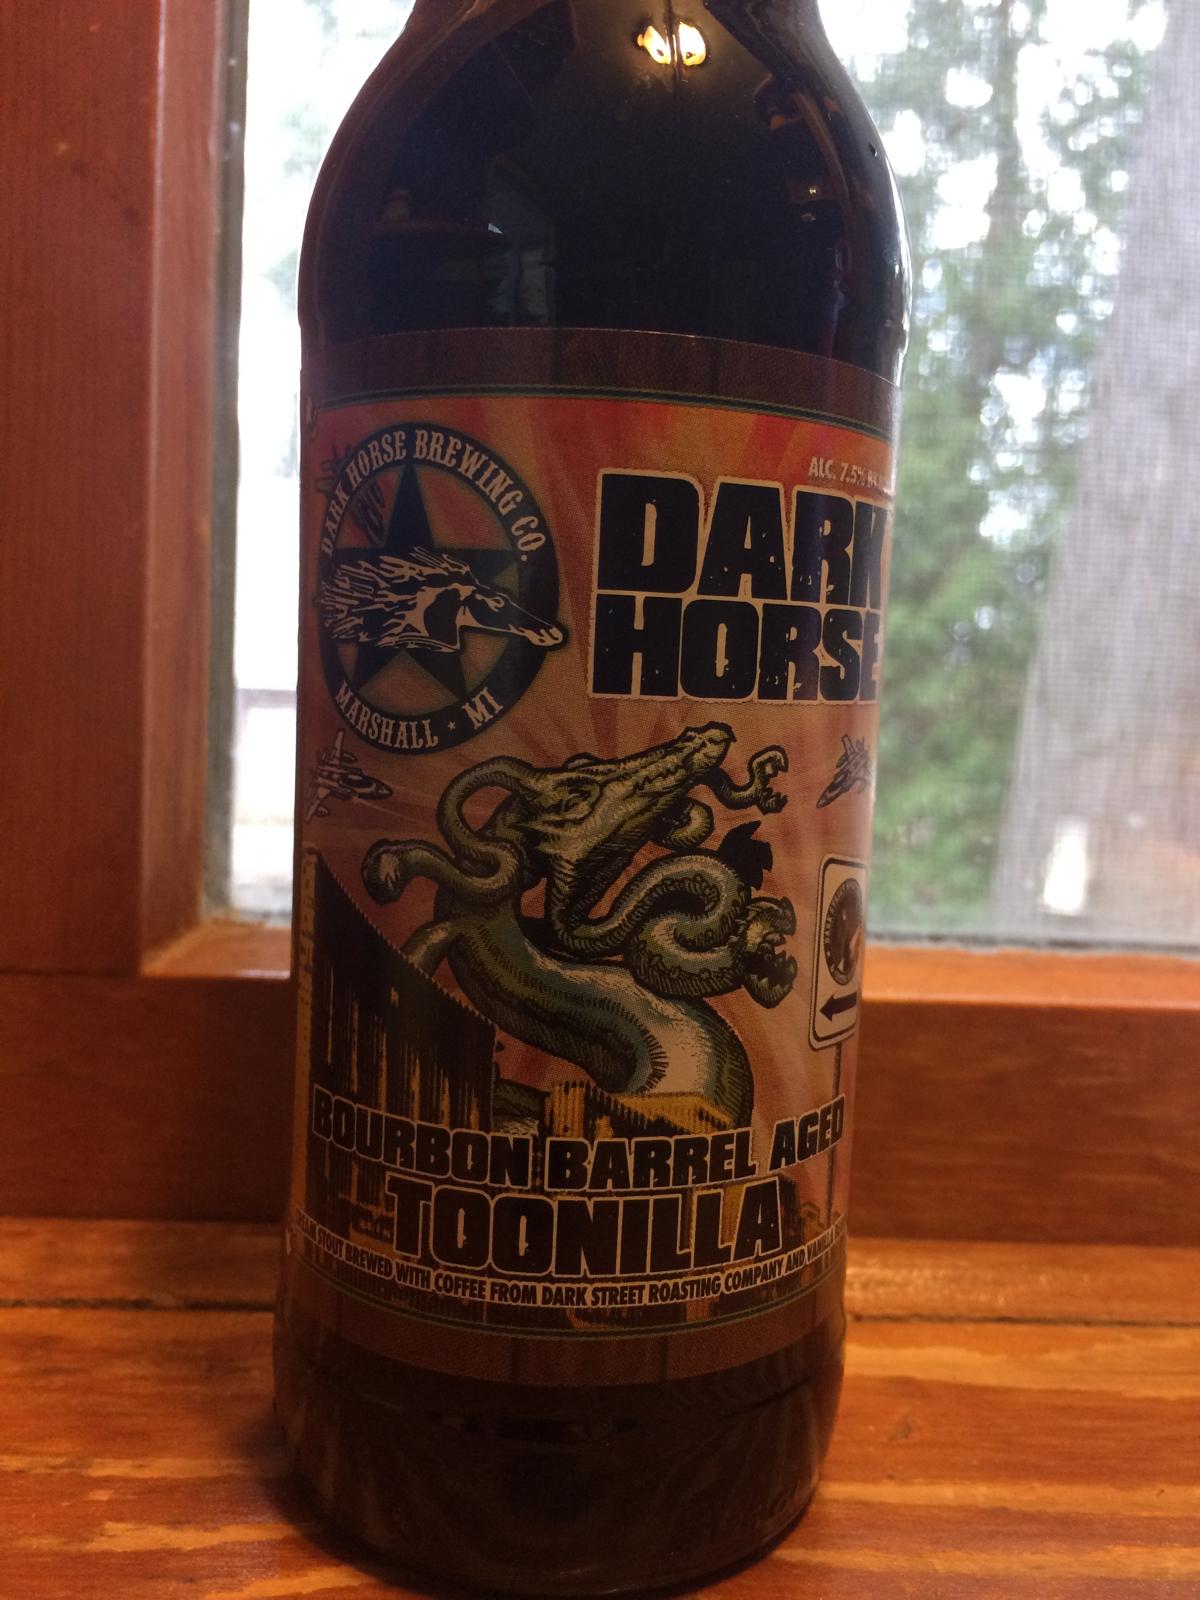 DARK HORSE BREWING CO.
MARSHALL ★ MI
ALC. 7.5%
DARK
HORSE
BOURBON BARREL AGED
TOONILLA
STOUT BREWED WITH COFFEE FROM DARK STREET ROASTING COMPANY AND